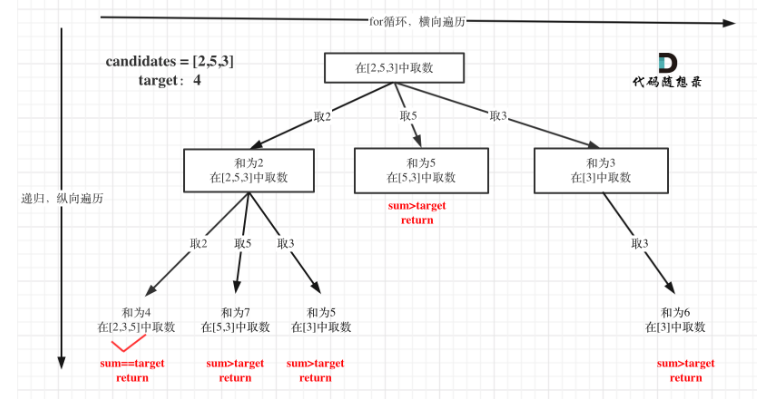 for循环，横向遍历
candidates = [2,5,3]
target：4
在[2,5,3]中取数
代码随想录
取2
取5
取3
和为2
在[2,5,3]中取数
和为5
在[5,3]中取数
和为3
在[3]中取数
sum>target
return
递归，纵向遍历
取2
取5
取3
取3
和为4
在[2,3,5]中取数
和为7
在[5,3]中取数
和为5
在[3]中取数
和为6
在[3]中取数
sum==target
return
sum>target
return
sum>target
return
sum>target
return